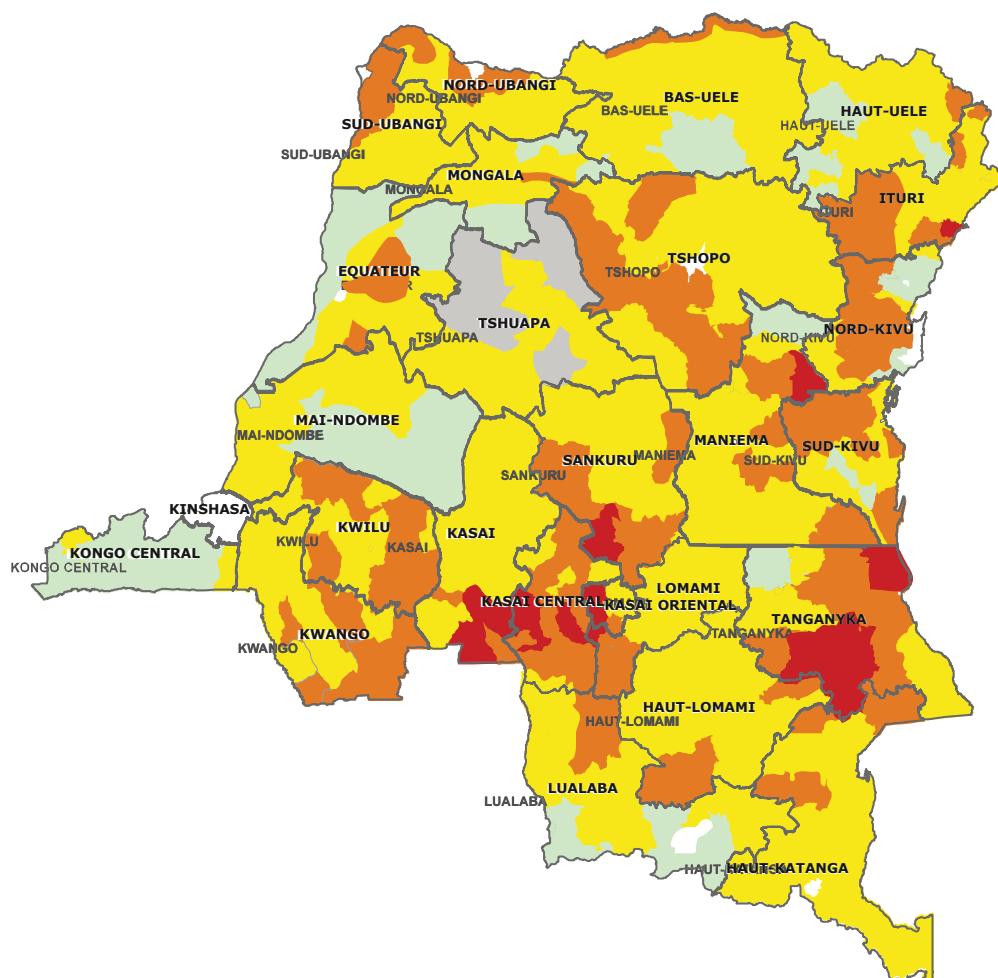 NORD-UBANGI
NORD-UBANGI
BAS-UELE
BAS-UELE
HAUT-UELE
HAUT-UELE
SUD-UBANGI
SUD-UBANGI
MONGALA
MONGALA
ITURI
ITURI
EQUATEUR
TSHOPO
TSHOPO
TSHUAPA
TSHUAPA
NORD-KIVU
NORD-KIVU
MAI-NDOMBE
MAI-NDOMBE
MANIEMA
MANIEMA
SANKURU
SANKURU
SUD-KIVU
SUD-KIVU
KINSHASA
KWILU
KWILU
KASAI
KASAI
KONGO CENTRAL
KONGO CENTRAL
LOMAMI
KASAI CENTRAL
KASAI ORIENTAL
TANGANYKA
TANGANYKA
KWANGO
KWANGO
HAUT-LOMAMI
HAUT-LOMAMI
LUALABA
LUALABA
HAUT-KATANGA